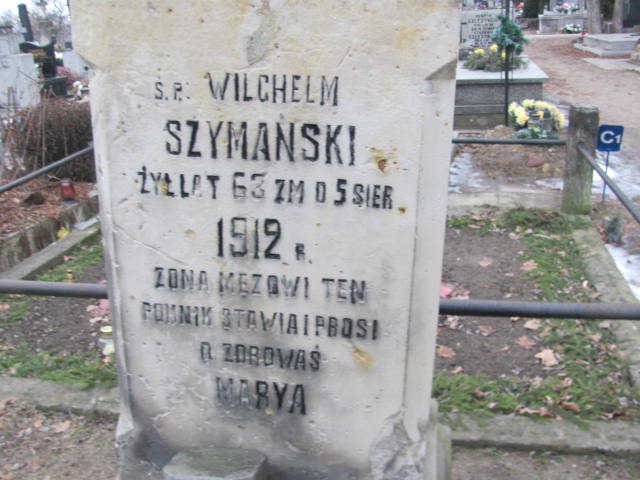 Ś.P. WILCHELM
SZYMAŃSKI
ŻYŁ LAT 63 ZM D 5 SIER
1912 R.
ŻONA MĘŻOWI TEN
POMNIK STAWIA I PROSI
O ZDROWAŚ
MARYA
C1